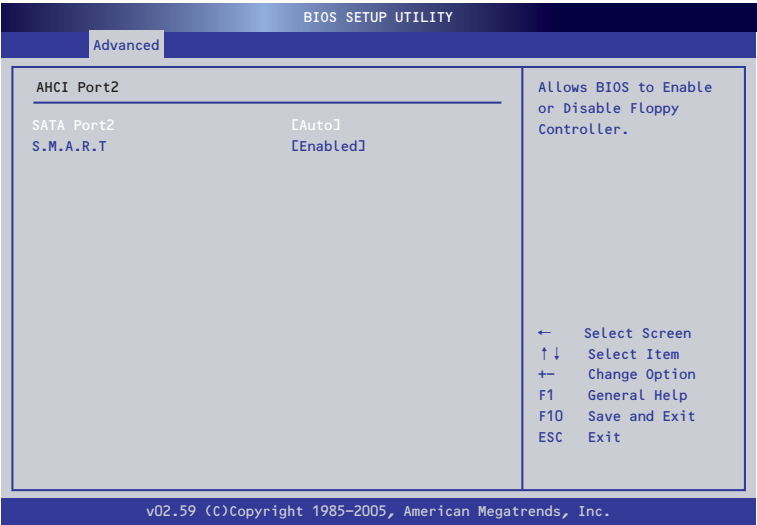 BIOS SETUP UTILITY
Advanced
AHCI Port2
SATA Port2 [Auto]
S.M.A.R.T [Enabled]
Allows BIOS to Enable
or Disable Floppy
Controller.
← Select Screen
↑↓ Select Item
+- Change Option
F1 General Help
F10 Save and Exit
ESC Exit
v02.59 (C)Copyright 1985-2005, American Megatrends, Inc.